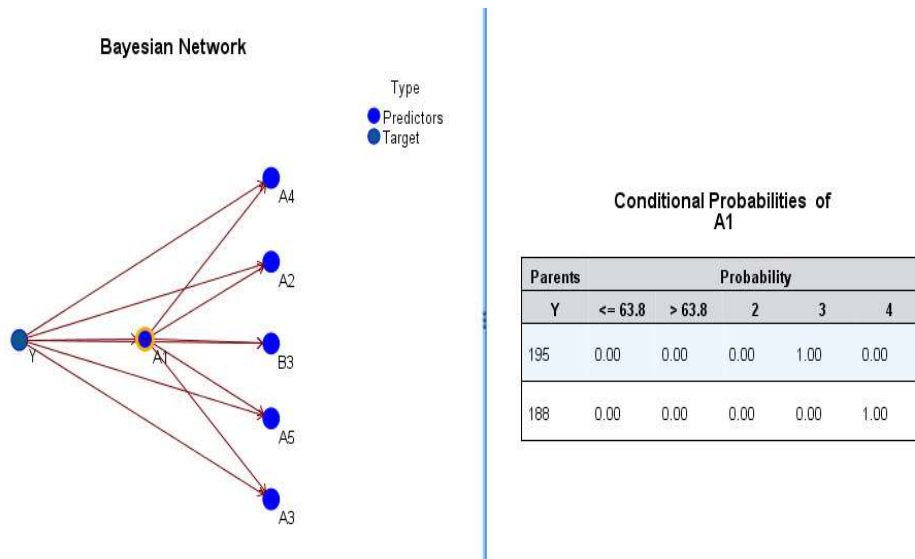 Bayesian Network
Type
Predictors
Target
A4
A2
Y
A1
B3
A5
A3
Conditional Probabilities of
A1
Parents Probability
Y <= 63.8 > 63.8 2 3 4
195 0.00 0.00 0.00 1.00 0.00
188 0.00 0.00 0.00 0.00 1.00